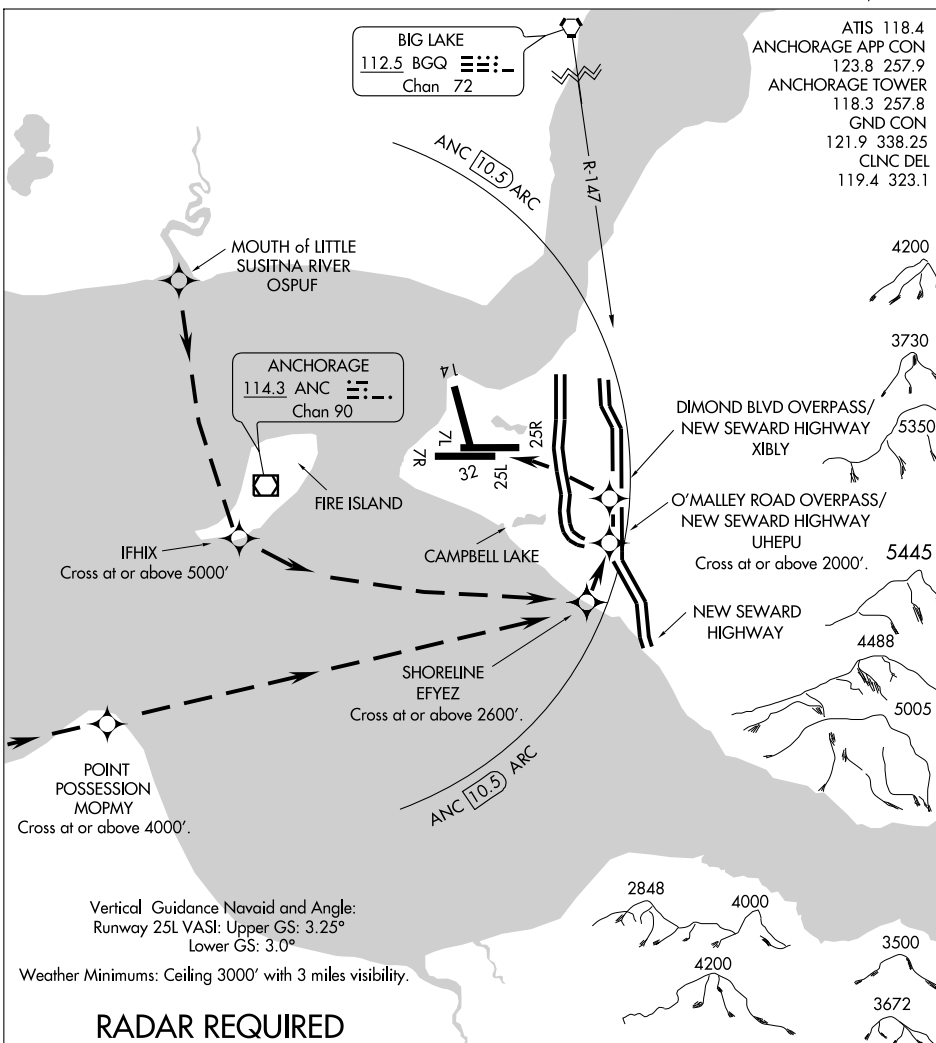 BIG LAKE
112.5 BGQ
Chan 72
ATIS 118.4
ANCHORAGE APP CON
123.8 257.9
ANCHORAGE TOWER
118.3 257.8
GND CON
121.9 338.25
CLNC DEL
119.4 323.1
ANC 10.5 ARC
R-147
MOUTH of LITTLE
SUSITNA RIVER
OSPUF
4200
ANCHORAGE
114.3 ANC
Chan 90
14
3730
DIMOND BLVD OVERPASS/
NEW SEWARD HIGHWAY
XIBLY
5350
7L
7R
32
25L
25R
FIRE ISLAND
O'MALLEY ROAD OVERPASS/
NEW SEWARD HIGHWAY
UHEPU
Cross at or above 2000'.
IFHIX
Cross at or above 5000'
CAMPBELL LAKE
5445
NEW SEWARD
HIGHWAY
4488
SHORELINE
EFYEZ
Cross at or above 2600'.
5005
POINT
POSSESSION
MOPMY
Cross at or above 4000'.
ANC 10.5 ARC
Vertical Guidance Navaid and Angle:
Runway 25L VASI: Upper GS: 3.25°
Lower GS: 3.0°
Weather Minimums: Ceiling 3000' with 3 miles visibility.
RADAR REQUIRED
2848
4000
3500
4200
3672